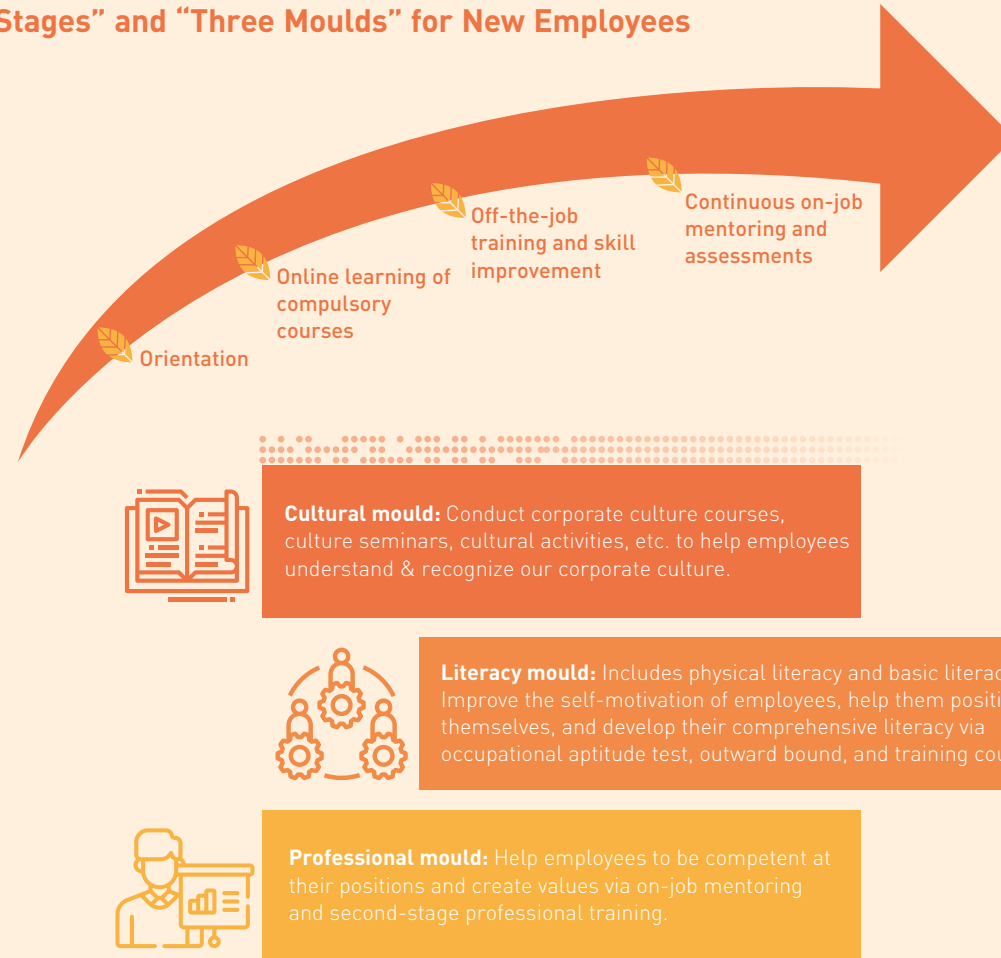 Stages” and “Three Moulds” for New Employees
Continuous on-job
mentoring and
assessments
Off-the-job
training and skill
improvement
Online learning of
compulsory
courses
Orientation
Cultural mould: Conduct corporate culture courses,
culture seminars, cultural activities, etc. to help employees
understand & recognize our corporate culture.
Literacy mould: Includes physical literacy and basic
Improve the self-motivation of employees, help them
themselves, and develop their comprehensive literacy via
occupational aptitude test, outward bound, and training
Professional mould: Help employees to be competent at
their positions and create values via on-job mentoring
and second-stage professional training.